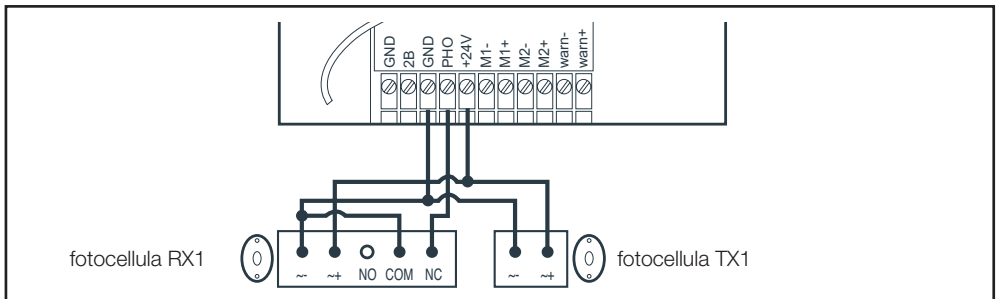 GND 2B GND PHO +24V M1- M1+ M2- M2+ warn- warn+
fotocellula RX1
~- ~+ NO COM NC
~- ~+
fotocellula TX1